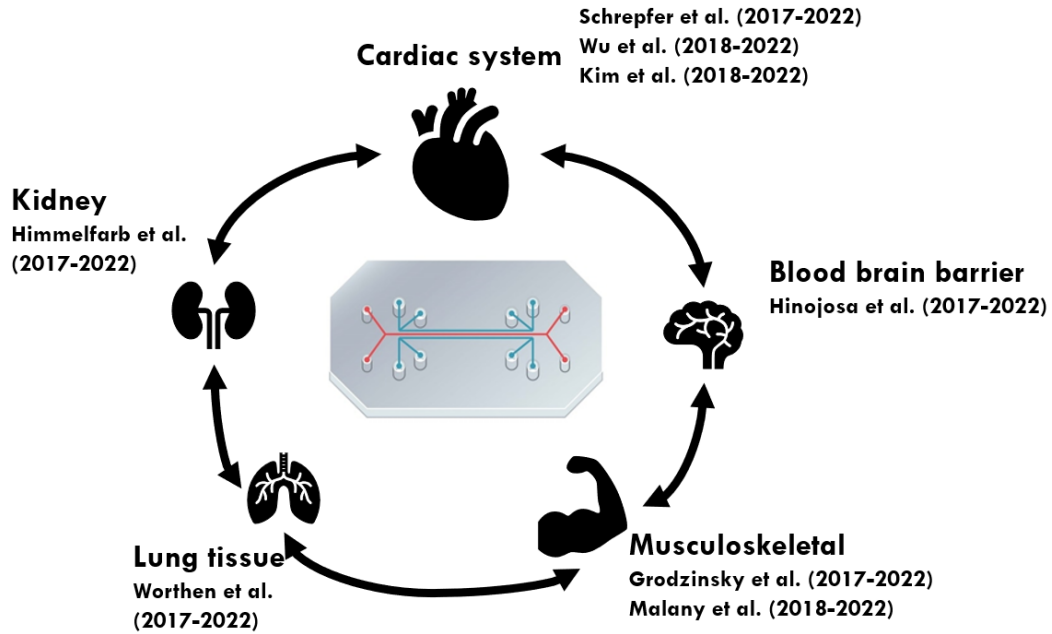 Cardiac system
Schrepfer et al. (2017-2022)
Wu et al. (2018-2022)
Kim et al. (2018-2022)
Kidney
Himmelfarb et al.
(2017-2022)
Blood brain barrier
Hinojosa et al. (2017-2022)
Lung tissue
Worthen et al.
(2017-2022)
Musculoskeletal
Grodzinsky et al. (2017-2022)
Malany et al. (2018-2022)